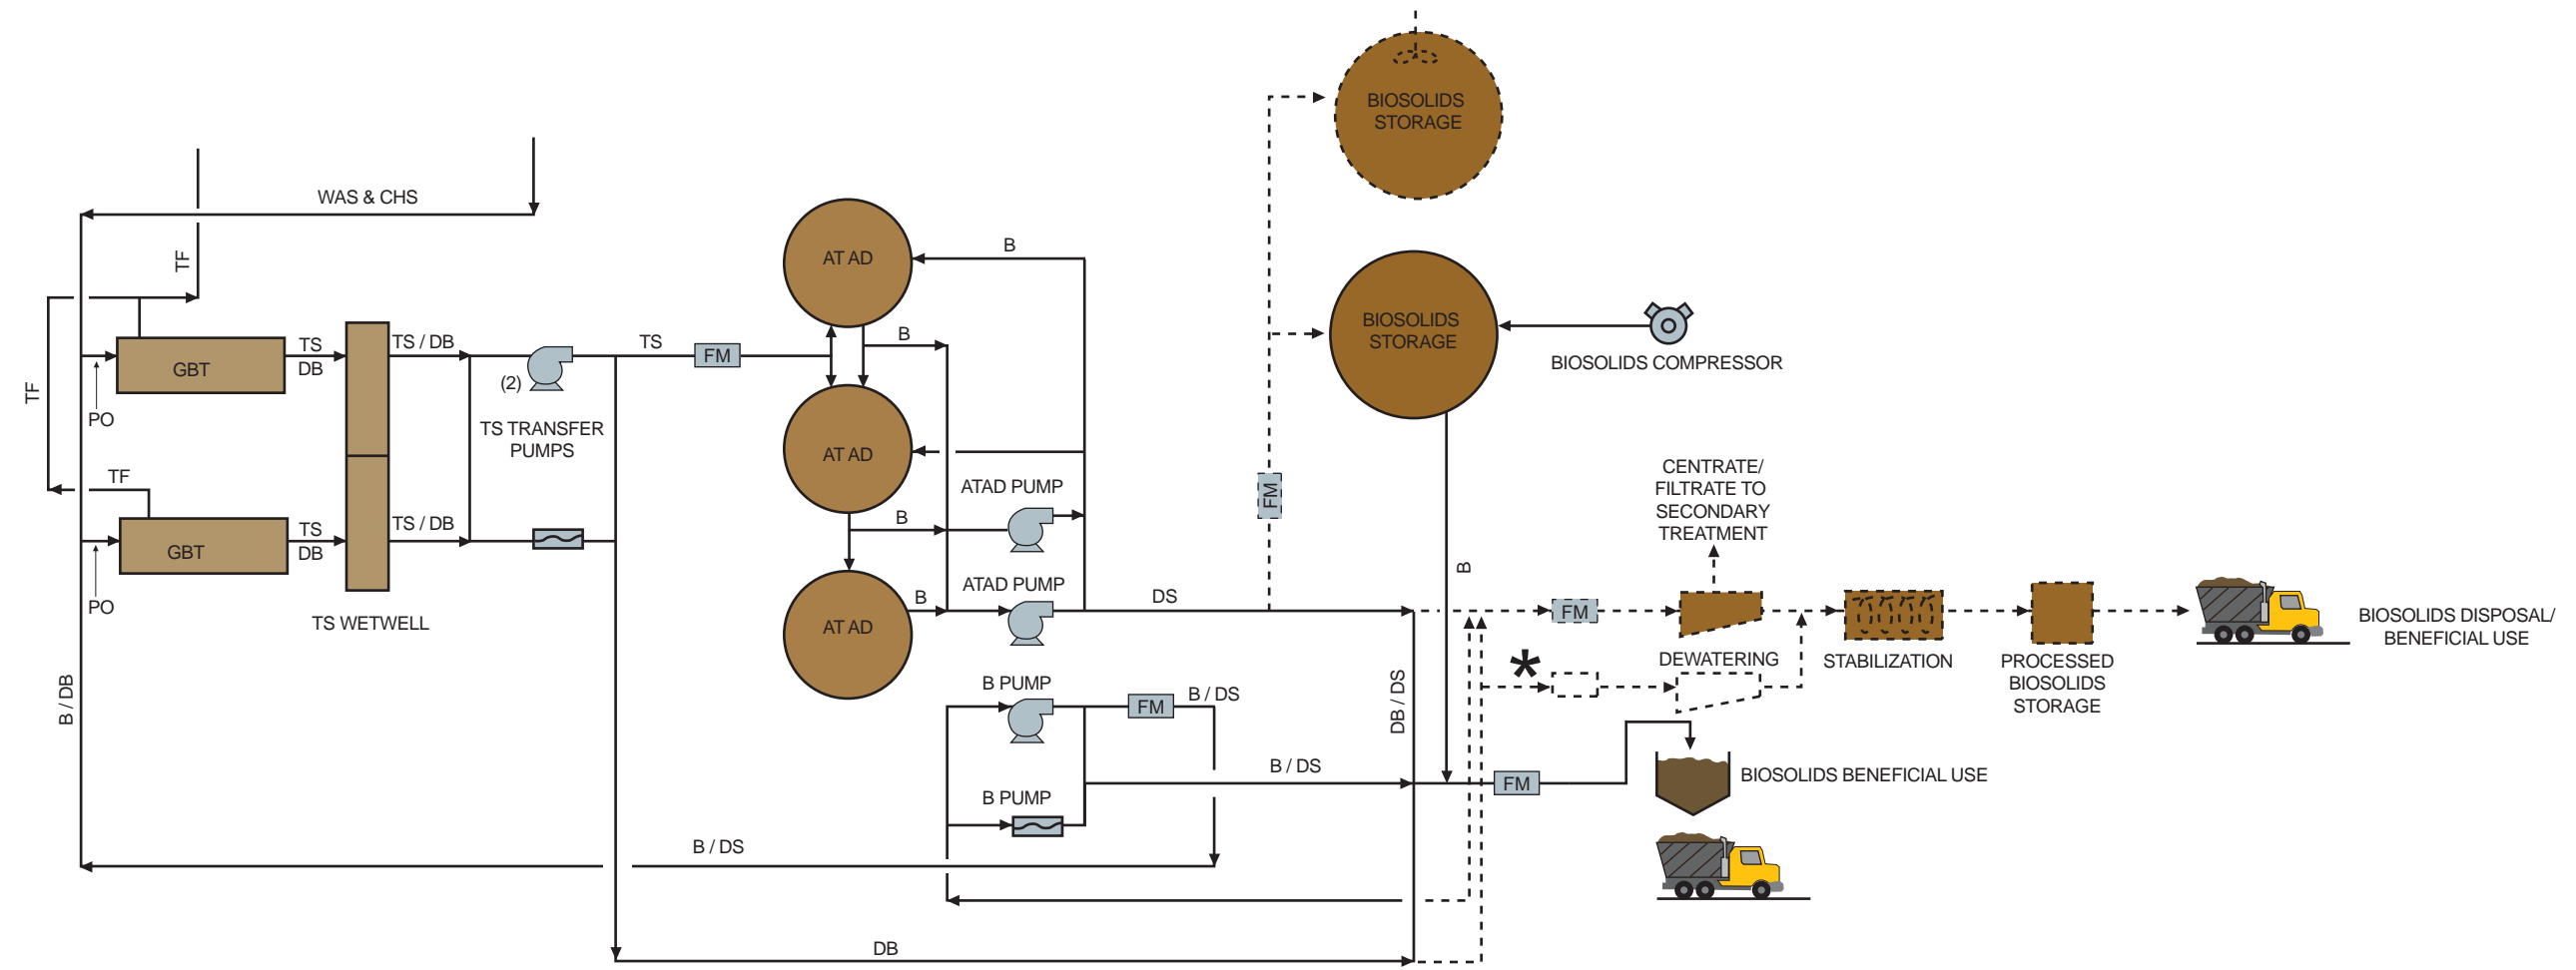 BIOSOLIDS
STORAGE
WAS & CHS
TF
B
AT AD
TF
BIOSOLIDS
STORAGE
BIOSOLIDS COMPRESSOR
TS / DB
TS
FM
B
TS
DB
GBT
(2)
PO
TS TRANSFER
PUMPS
AT AD
TF
ATAD PUMP
FM
CENTRATE/
FILTRATE TO
SECONDARY
TREATMENT
B
TS / DB
TS
DB
GBT
B
PO
TS WETWELL
AT AD
B
ATAD PUMP
DS
FM
BIOSOLIDS DISPOSAL/
BENEFICIAL USE
*
DEWATERING
STABILIZATION
PROCESSED
BIOSOLIDS
STORAGE
B / DB
B PUMP
FM
B / DS
DB / DS
B / DS
FM
BIOSOLIDS BENEFICIAL USE
B PUMP
B / DS
DB